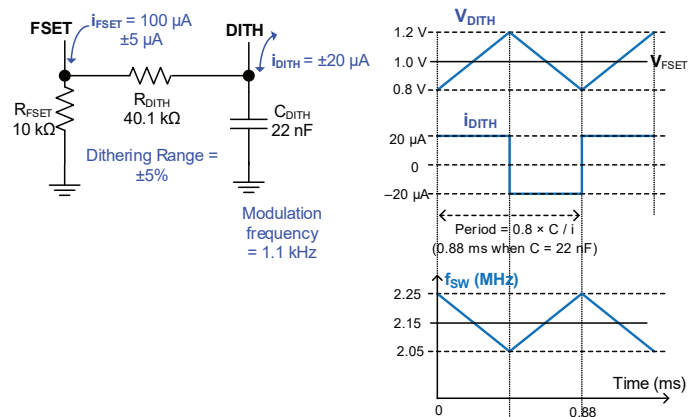 FSET
iFSET = 100 µA
±5 µA
DITH
iDITH = ±20 µA
RFSET
10 kΩ
RDITH
40.1 kΩ
CDITH
22 nF
Dithering Range =
±5%
Modulation
frequency
= 1.1 kHz
VDITH
1.2 V
1.0 V
0.8 V
VFSET
iDITH
20 µA
0
–20 µA
Period = 0.8 × C / i
(0.88 ms when C = 22 nF)
fSW (MHz)
2.25
2.15
2.05
Time (ms)
0
0.88